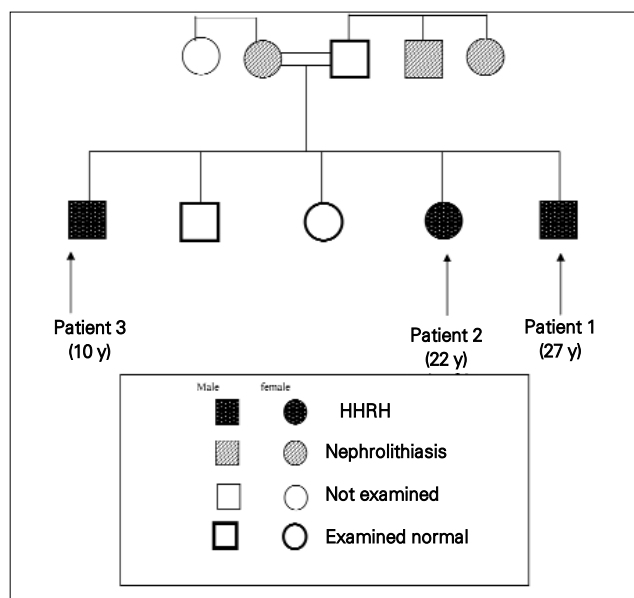 Patient 3
(10 y)
Patient 2
(22 y)
Patient 1
(27 y)
Male female
HHRH
Nephrolithiasis
Not examined
Examined normal